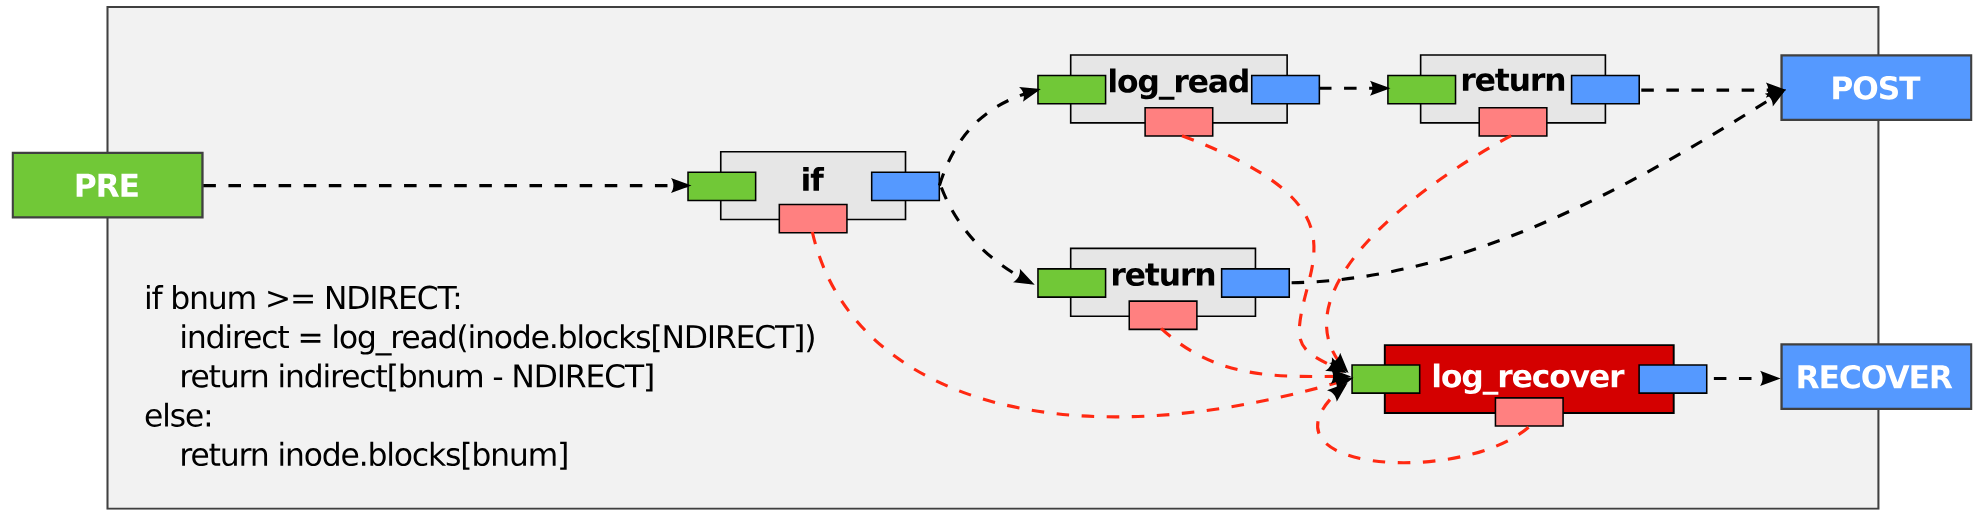 log_read
return
POST
PRE
if
return
if bnum >= NDIRECT:
indirect = log_read(inode.blocks[NDIRECT])
return indirect[bnum - NDIRECT]
else:
return inode.blocks[bnum]
log_recover
RECOVER